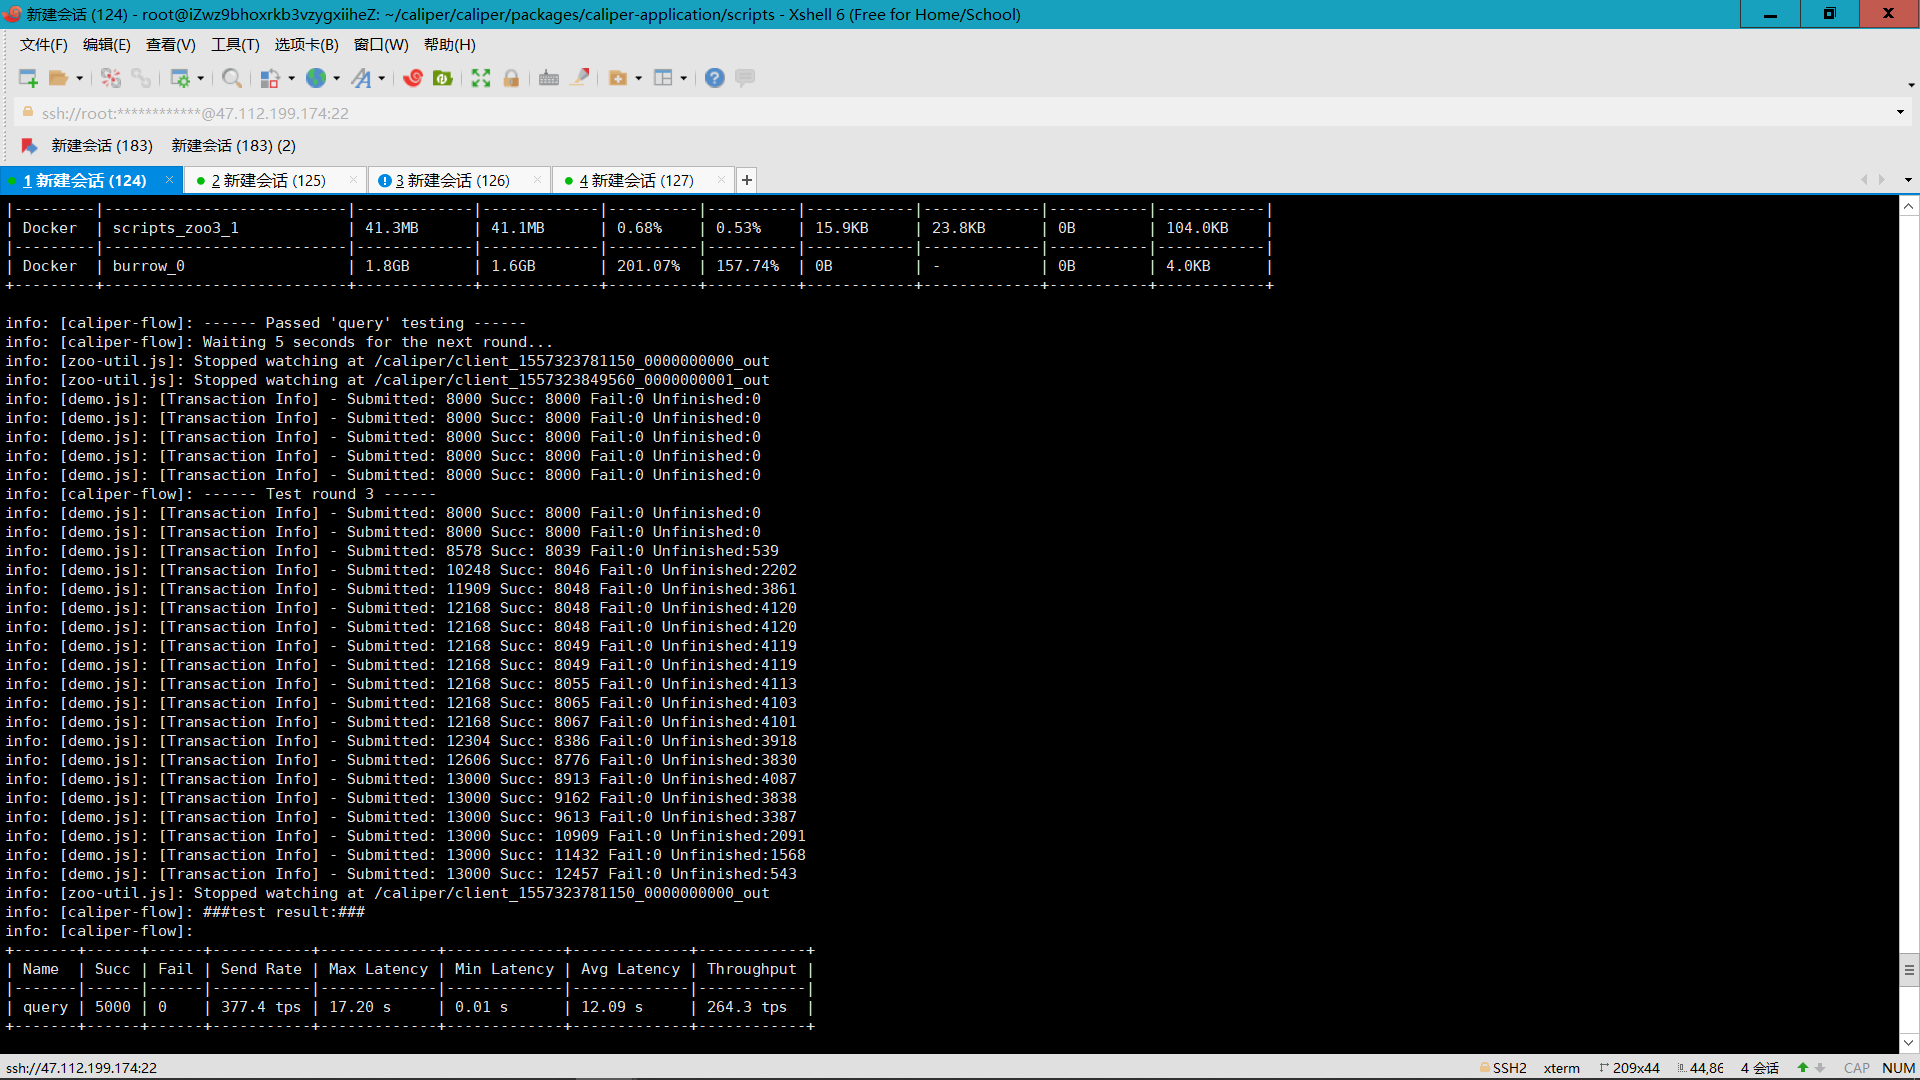 新建会话 (124) - root@iZwz9bhoxrkb3vzygxiiheZ: ~/caliper/caliper/packages/caliper-application/scripts - Xshell 6 (Free for Home/School)
文件(F) 编辑(E) 查看(V) 工具(T) 选项卡(B) 窗口(W) 帮助(H)
ssh://root:************@47.112.199.174:22
新建会话 (183) 新建会话 (183) (2)
1 新建会话 (124) × 2 新建会话 (125) × 3 新建会话 (126) × 4 新建会话 (127) × +
|---------|---------------------------|-------------|-------------|----------|----------|------------|-------------|-----------|------------|
| Docker | scripts_zoo3_1 | 41.3MB | 41.1MB | 0.68% | 0.53% | 15.9KB | 23.8KB | 0B | 104.0KB |
|---------|---------------------------|-------------|-------------|----------|----------|------------|-------------|-----------|------------|
| Docker | burrow_0 | 1.8GB | 1.6GB | 201.07% | 157.74% | 0B | - | 0B | 4.0KB |
+---------+---------------------------+-------------+-------------+----------+----------+------------+-------------+-----------+------------+
info: [caliper-flow]: ------ Passed 'query' testing ------
info: [caliper-flow]: Waiting 5 seconds for the next round...
info: [zoo-util.js]: Stopped watching at /caliper/client_1557323781150_0000000000_out
info: [zoo-util.js]: Stopped watching at /caliper/client_1557323849560_0000000001_out
info: [demo.js]: [Transaction Info] - Submitted: 8000 Succ: 8000 Fail:0 Unfinished:0
info: [demo.js]: [Transaction Info] - Submitted: 8000 Succ: 8000 Fail:0 Unfinished:0
info: [demo.js]: [Transaction Info] - Submitted: 8000 Succ: 8000 Fail:0 Unfinished:0
info: [demo.js]: [Transaction Info] - Submitted: 8000 Succ: 8000 Fail:0 Unfinished:0
info: [demo.js]: [Transaction Info] - Submitted: 8000 Succ: 8000 Fail:0 Unfinished:0
info: [caliper-flow]: ------ Test round 3 ------
info: [demo.js]: [Transaction Info] - Submitted: 8000 Succ: 8000 Fail:0 Unfinished:0
info: [demo.js]: [Transaction Info] - Submitted: 8000 Succ: 8000 Fail:0 Unfinished:0
info: [demo.js]: [Transaction Info] - Submitted: 8578 Succ: 8039 Fail:0 Unfinished:539
info: [demo.js]: [Transaction Info] - Submitted: 10248 Succ: 8046 Fail:0 Unfinished:2202
info: [demo.js]: [Transaction Info] - Submitted: 11909 Succ: 8048 Fail:0 Unfinished:3861
info: [demo.js]: [Transaction Info] - Submitted: 12168 Succ: 8048 Fail:0 Unfinished:4120
info: [demo.js]: [Transaction Info] - Submitted: 12168 Succ: 8048 Fail:0 Unfinished:4120
info: [demo.js]: [Transaction Info] - Submitted: 12168 Succ: 8049 Fail:0 Unfinished:4119
info: [demo.js]: [Transaction Info] - Submitted: 12168 Succ: 8049 Fail:0 Unfinished:4119
info: [demo.js]: [Transaction Info] - Submitted: 12168 Succ: 8055 Fail:0 Unfinished:4113
info: [demo.js]: [Transaction Info] - Submitted: 12168 Succ: 8065 Fail:0 Unfinished:4103
info: [demo.js]: [Transaction Info] - Submitted: 12168 Succ: 8067 Fail:0 Unfinished:4101
info: [demo.js]: [Transaction Info] - Submitted: 12304 Succ: 8386 Fail:0 Unfinished:3918
info: [demo.js]: [Transaction Info] - Submitted: 12606 Succ: 8776 Fail:0 Unfinished:3830
info: [demo.js]: [Transaction Info] - Submitted: 13000 Succ: 8913 Fail:0 Unfinished:4087
info: [demo.js]: [Transaction Info] - Submitted: 13000 Succ: 9162 Fail:0 Unfinished:3838
info: [demo.js]: [Transaction Info] - Submitted: 13000 Succ: 9613 Fail:0 Unfinished:3387
info: [demo.js]: [Transaction Info] - Submitted: 13000 Succ: 10909 Fail:0 Unfinished:2091
info: [demo.js]: [Transaction Info] - Submitted: 13000 Succ: 11432 Fail:0 Unfinished:1568
info: [demo.js]: [Transaction Info] - Submitted: 13000 Succ: 12457 Fail:0 Unfinished:543
info: [zoo-util.js]: Stopped watching at /caliper/client_1557323781150_0000000000_out
info: [caliper-flow]: ###test result:###
info: [caliper-flow]:
+-------+------+------+-----------+-------------+-------------+-------------+------------+
| Name | Succ | Fail | Send Rate | Max Latency | Min Latency | Avg Latency | Throughput |
|-------|------|------|-----------|-------------|-------------|-------------|------------|
| query | 5000 | 0 | 377.4 tps | 17.20 s | 0.01 s | 12.09 s | 264.3 tps |
+-------+------+------+-----------+-------------+-------------+-------------+------------+
ssh://47.112.199.174:22 SSH2 xterm 209x44 44,86 4 会话 CAP NUM